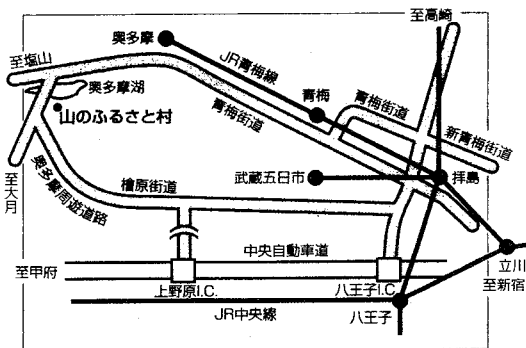 至高崎
奥多摩
至塩山
JR青梅線
奥多摩湖
青梅
青梅街道
山のふるさと村
青梅街道
新青梅街道
武蔵五日市
拝島
至大月
奥多摩周遊道路
檜原街道
中央自動車道
立川
至甲府
至新宿
上野原I.C.
八王子I.C
JR中央線
八王子